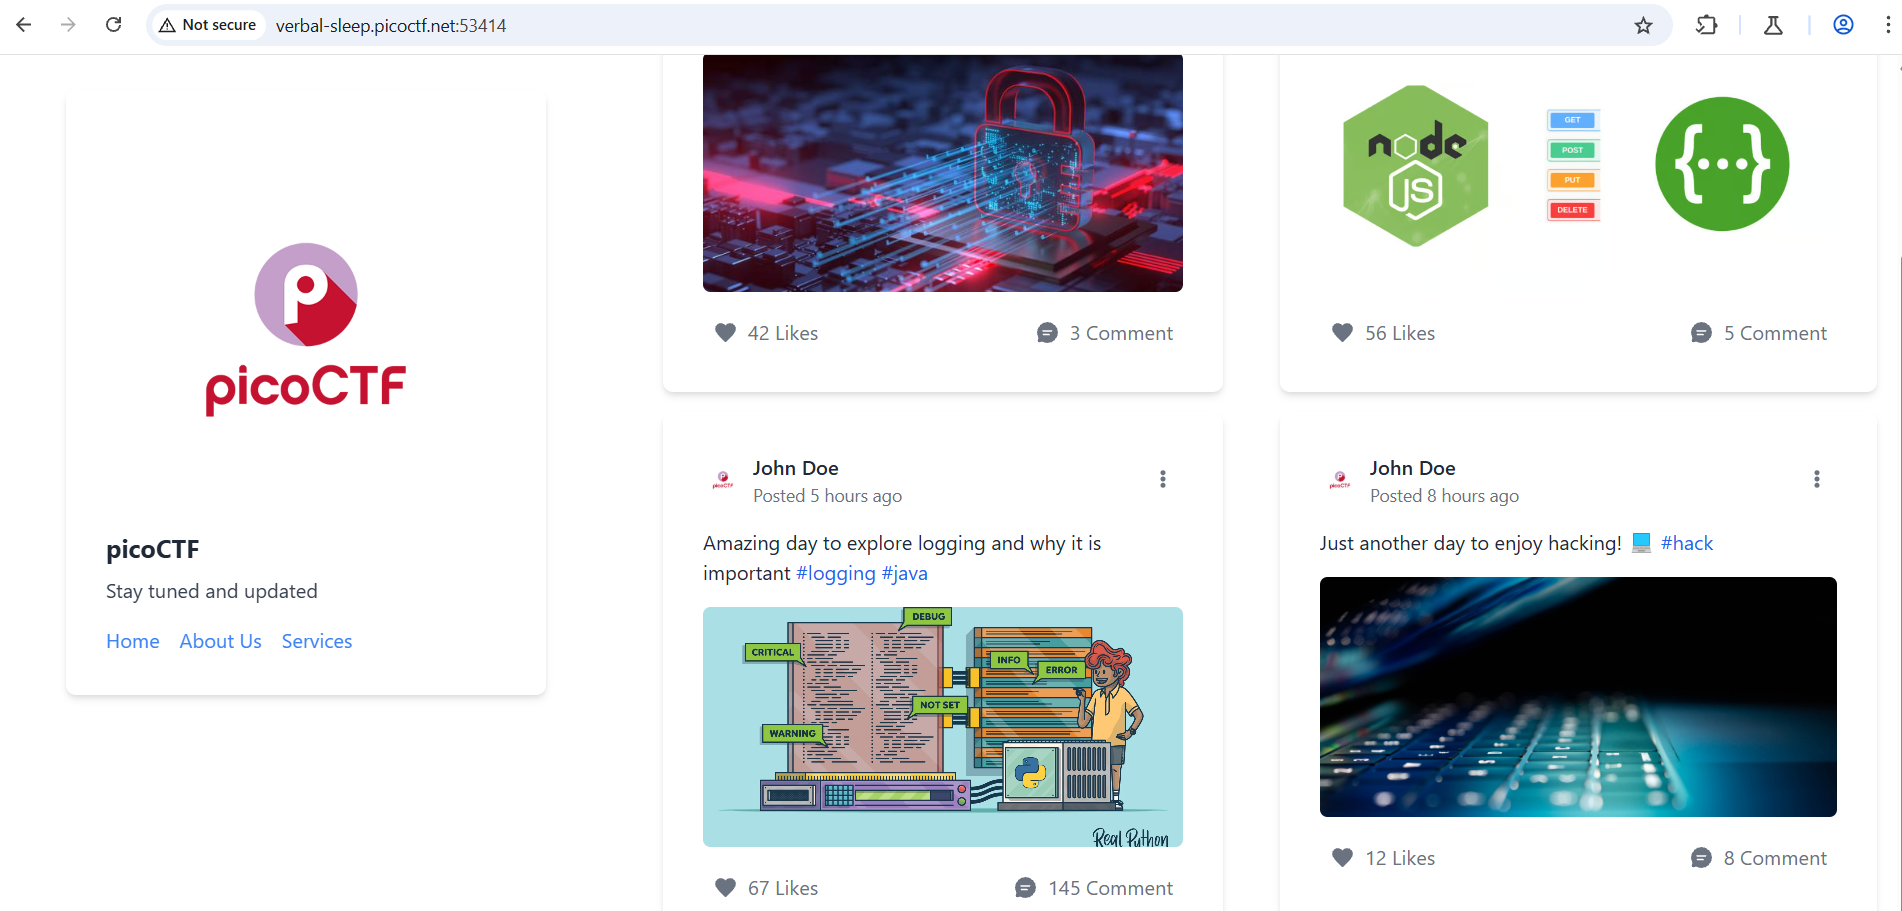 Not secure
verbal-sleep.picoctf.net:53414
picoCTF
picoCTF
Stay tuned and updated
Home About Us Services
42 Likes
3 Comment
node
JS
GET
POST
PUT
DELETE
{···}
56 Likes
5 Comment
picoCTF
John Doe
Posted 5 hours ago
Amazing day to explore logging and why it is
important #logging #java
DEBUG
CRITICAL
INFO
ERROR
NOT SET
WARNING
Real Python
67 Likes
145 Comment
picoCTF
John Doe
Posted 8 hours ago
Just another day to enjoy hacking! 💻 #hack
12 Likes
8 Comment